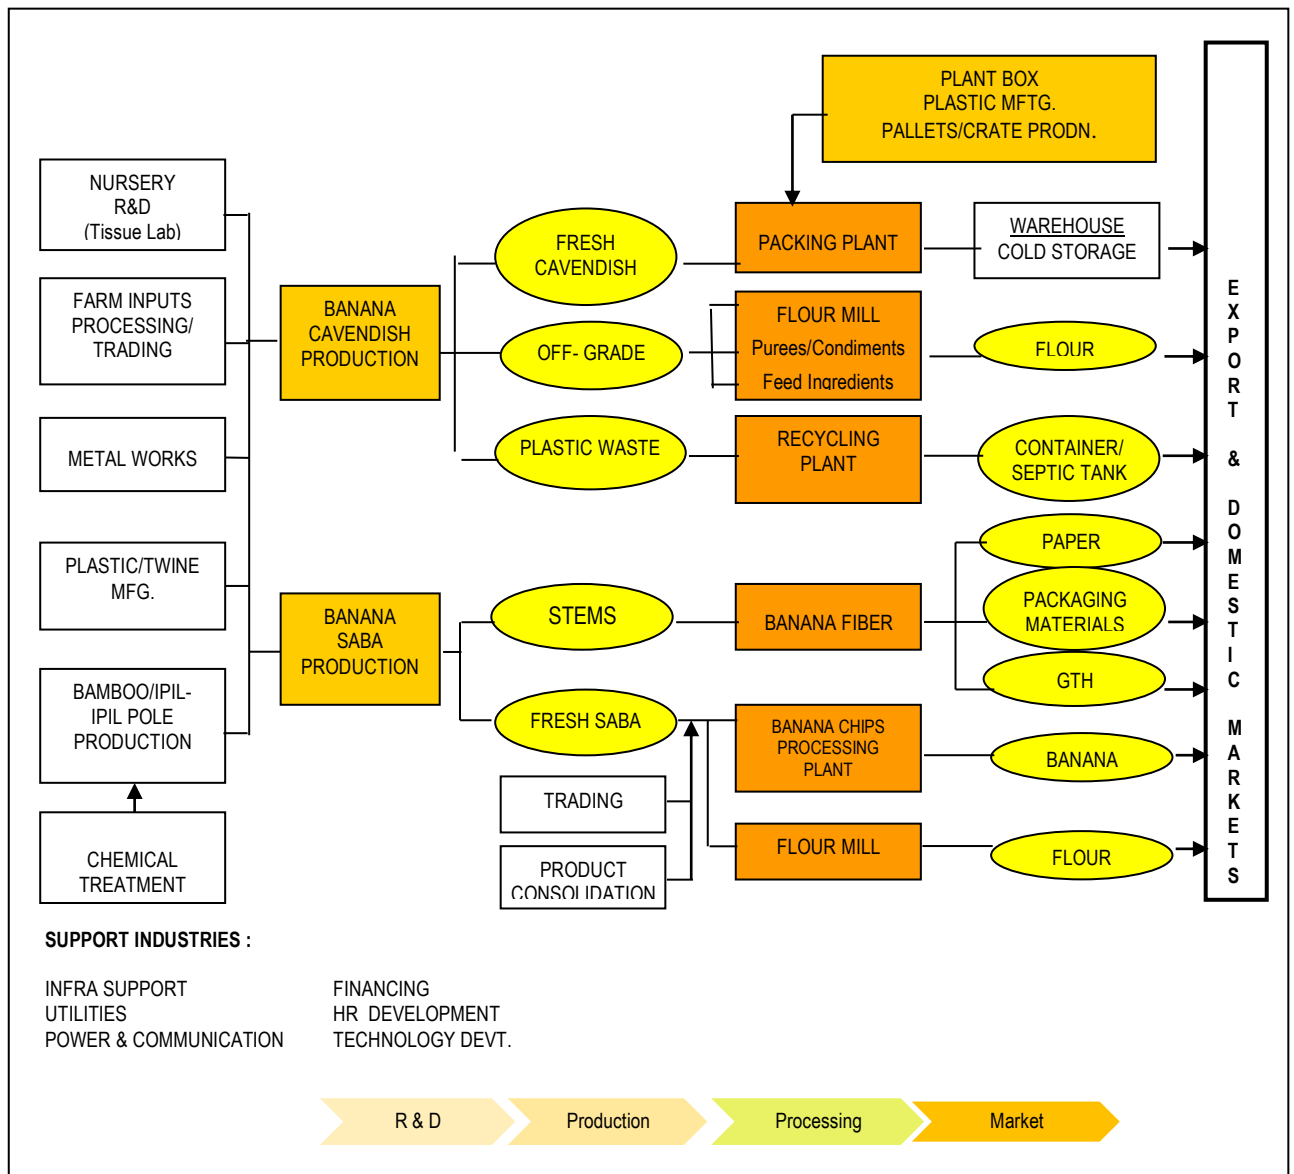 PLANT BOX
PLASTIC MFTG.
PALLETS/CRATE PRODN.
NURSERY
R&D
(Tissue Lab)
FARM INPUTS
PROCESSING/
TRADING
METAL WORKS
PLASTIC/TWINE
MFG.
BAMBOO/IPIL-
IPIL POLE
PRODUCTION
CHEMICAL
TREATMENT
BANANA
CAVENDISH
PRODUCTION
BANANA
SABA
PRODUCTION
FRESH
CAVENDISH
OFF- GRADE
PLASTIC WASTE
STEMS
FRESH SABA
TRADING
PRODUCT
CONSOLIDATION
PACKING PLANT
FLOUR MILL
Purees/Condiments
Feed Ingredients
RECYCLING
PLANT
BANANA FIBER
BANANA CHIPS
PROCESSING
PLANT
FLOUR MILL
WAREHOUSE
COLD STORAGE
FLOUR
CONTAINER/
SEPTIC TANK
PAPER
PACKAGING
MATERIALS
GTH
BANANA
FLOUR
EXPORT & DOMESTIC MARKETS
SUPPORT INDUSTRIES :
INFRA SUPPORT
UTILITIES
POWER & COMMUNICATION
FINANCING
HR DEVELOPMENT
TECHNOLOGY DEVT.
R & D
Production
Processing
Market